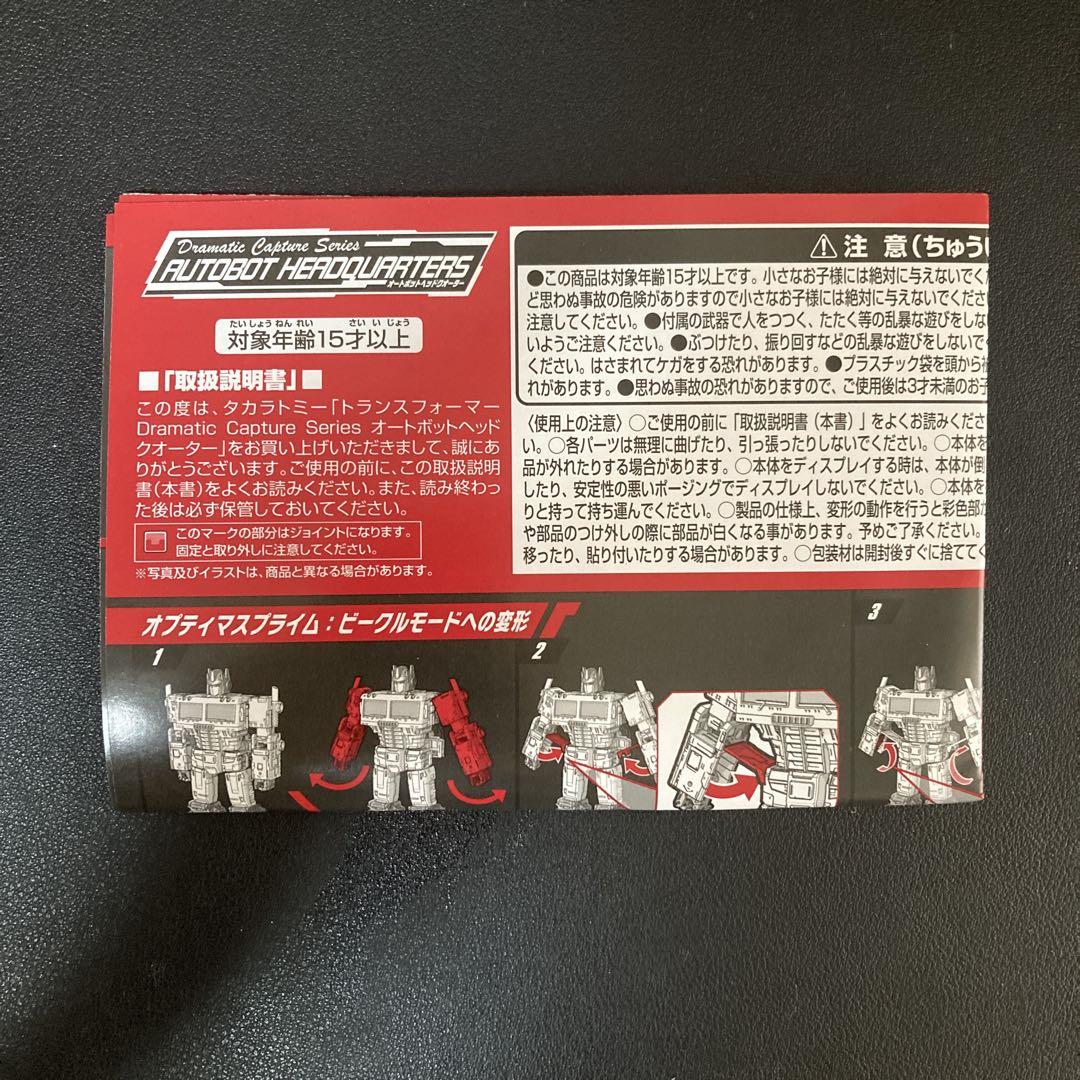 Dramatic Capture Series
AUTOBOT HEADQUARTERS
オートボットヘッドクオーター
たいしょうねんれい さいいじょう
対象年齢15才以上
■「取扱説明書」■
この度は、タカラトミー「トランスフォーマー
Dramatic Capture Series オートボットヘッド
クオーター」をお買い上げいただきまして、誠にあ
りがとうございます。ご使用の前に、この取扱説明
書(本書)をよくお読みください。また、読み終わっ
た後は必ず保管しておいてください。
このマークの部分はジョイントになります。
固定と取り外しに注意してください。
※写真及びイラストは、商品と異なる場合があります。
⚠注 意(ちゅう
●この商品は対象年齢15才以上です。小さなお子様には絶対に与えないでく
ど思わぬ事故の危険がありますので小さなお子様には絶対に与えないでくださ
注意してください。●付属の武器で人をつつく、たたく等の乱暴な遊びをしな
いようご注意ください。●ぶつけたり、振り回すなどの乱暴な遊びをしないで
ください。はさまれてケガをする恐れがあります。●プラスチック袋を頭から
れがあります。●思わぬ事故の恐れがありますので、ご使用後は3才未満のお子
〈使用上の注意〉○ご使用の前に「取扱説明書(本書)」をよくお読みくださ
い。○各パーツは無理に曲げたり、引っ張ったりしないでください。○本体を
品が外れたりする場合があります。○本体をディスプレイする時は、本体が倒
したり、安定性の悪いポージングでディスプレイしないでください。○本体を
りと持って持ち運んでください。○製品の仕様上、変形の動作を行うと彩色部
や部品のつけ外しの際に部品が白くなる事があります。予めご了承ください。
移ったり、貼り付いたりする場合があります。○包装材は開封後すぐに捨ててく
オプティマスプライム:ビークルモードへの変形
1
2
3